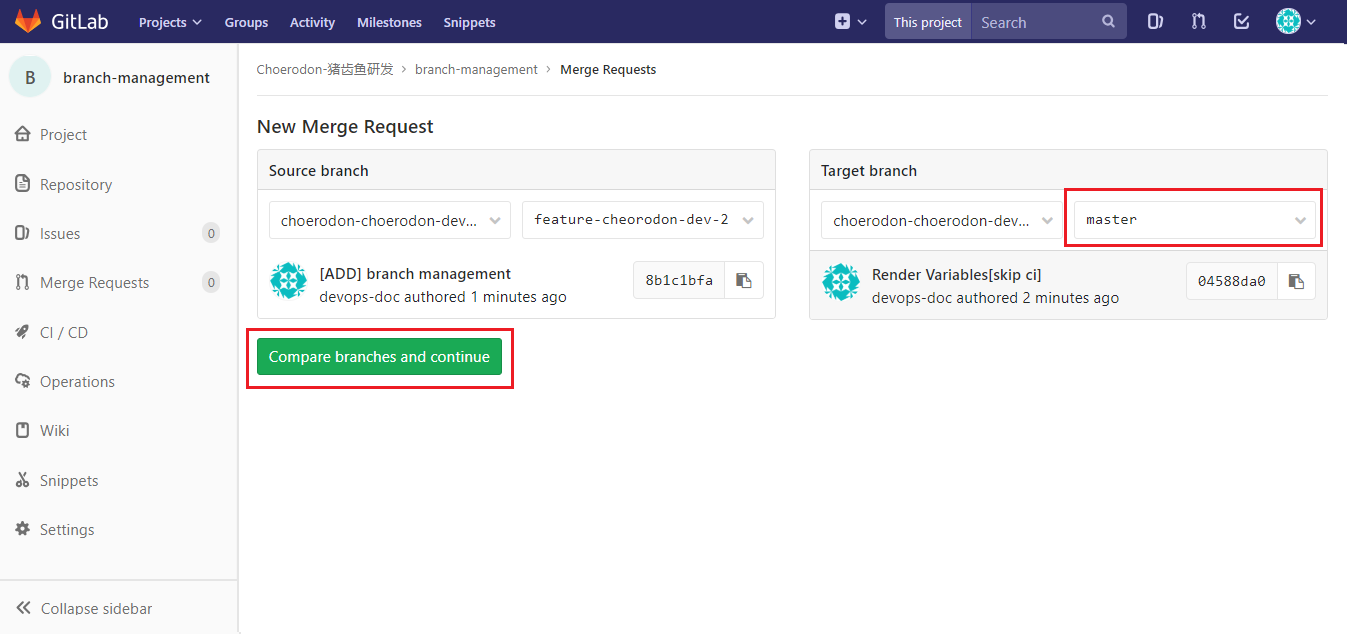 GitLab Projects Groups Activity Milestones Snippets This project Search
B branch-management
Project
Repository
Issues 0
Merge Requests 0
CI / CD
Operations
Wiki
Snippets
Settings
Collapse sidebar
Choerodon-猪齿鱼研发 > branch-management > Merge Requests
New Merge Request
Source branch
choerodon-choerodon-dev... feature-cheorodon-dev-2
[ADD] branch management
devops-doc authored 1 minutes ago
8b1c1bfa
Target branch
choerodon-choerodon-dev... master
Render Variables[skip ci]
devops-doc authored 2 minutes ago
04588da0
Compare branches and continue